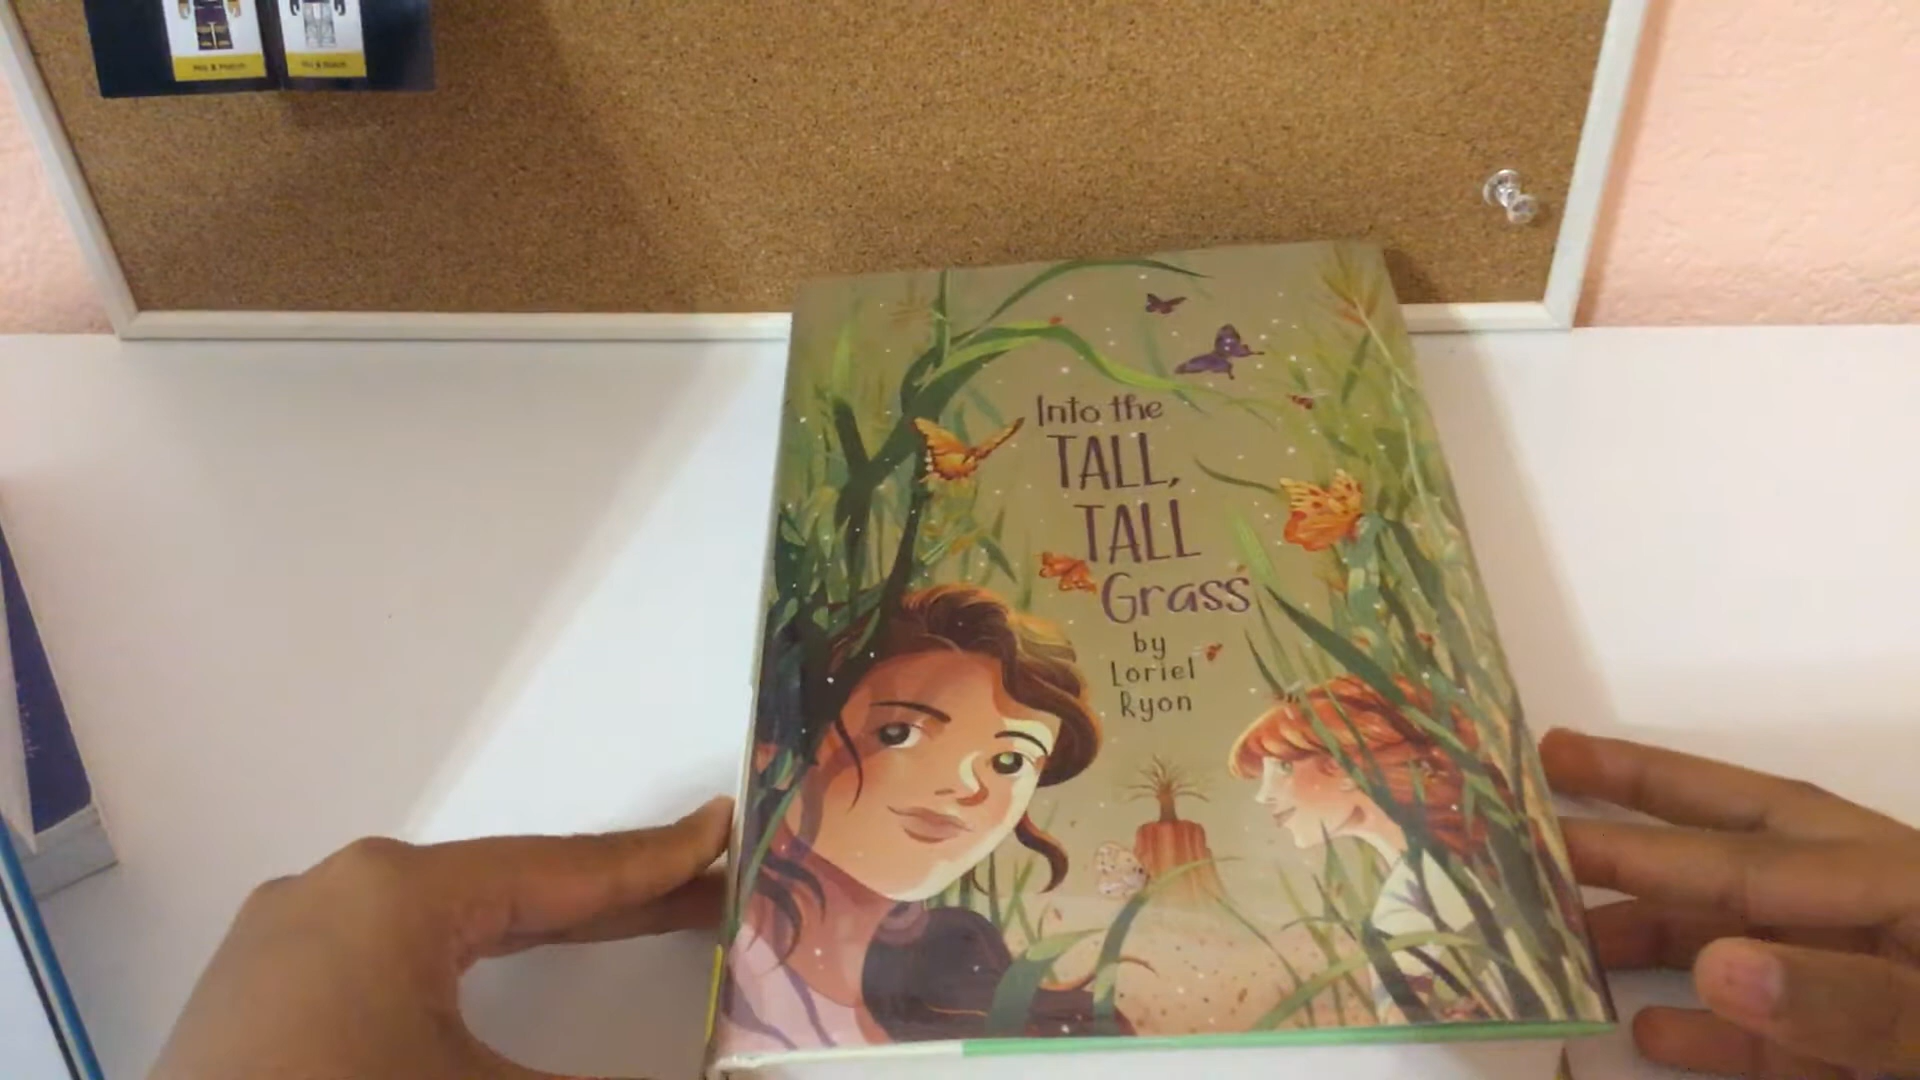 Into the
TALL,
TALL
Grass
by
Loriel
Ryon